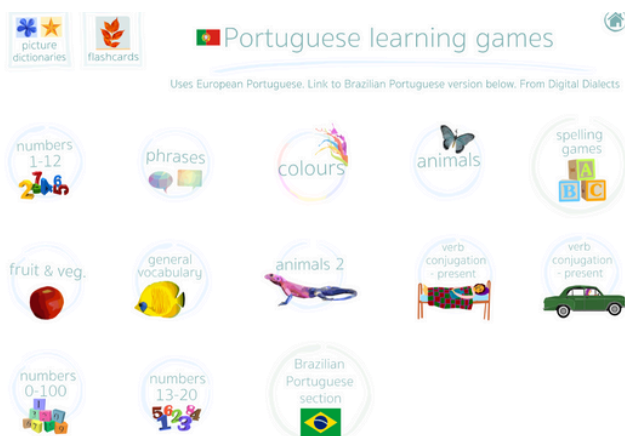 picture
dictionaries
flashcards
Portuguese learning games
Uses European Portuguese. Link to Brazilian Portuguese version below. From Digital Dialects
numbers
1-12
phrases
colours
animals
spelling
games
A
B C
fruit & veg.
general
vocabulary
animals 2
verb
conjugation
- present
verb
conjugation
- present
numbers
0-100
numbers
13-20
Brazilian
Portuguese
section